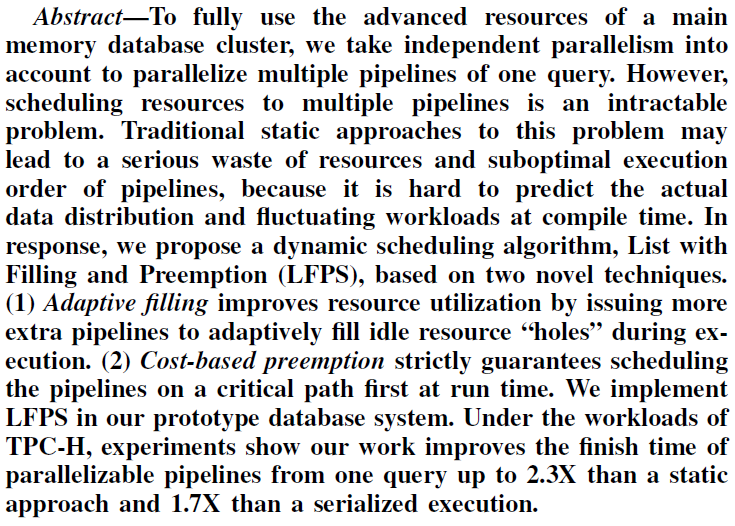 Abstract—To fully use the advanced resources of a main
memory database cluster, we take independent parallelism into
account to parallelize multiple pipelines of one query. However,
scheduling resources to multiple pipelines is an intractable
problem. Traditional static approaches to this problem may
lead to a serious waste of resources and suboptimal execution
order of pipelines, because it is hard to predict the actual
data distribution and fluctuating workloads at compile time. In
response, we propose a dynamic scheduling algorithm, List with
Filling and Preemption (LFPS), based on two novel techniques.
(1) Adaptive filling improves resource utilization by issuing more
extra pipelines to adaptively fill idle resource “holes” during ex-
ecution. (2) Cost-based preemption strictly guarantees scheduling
the pipelines on a critical path first at run time. We implement
LFPS in our prototype database system. Under the workloads of
TPC-H, experiments show our work improves the finish time of
parallelizable pipelines from one query up to 2.3X than a static
approach and 1.7X than a serialized execution.